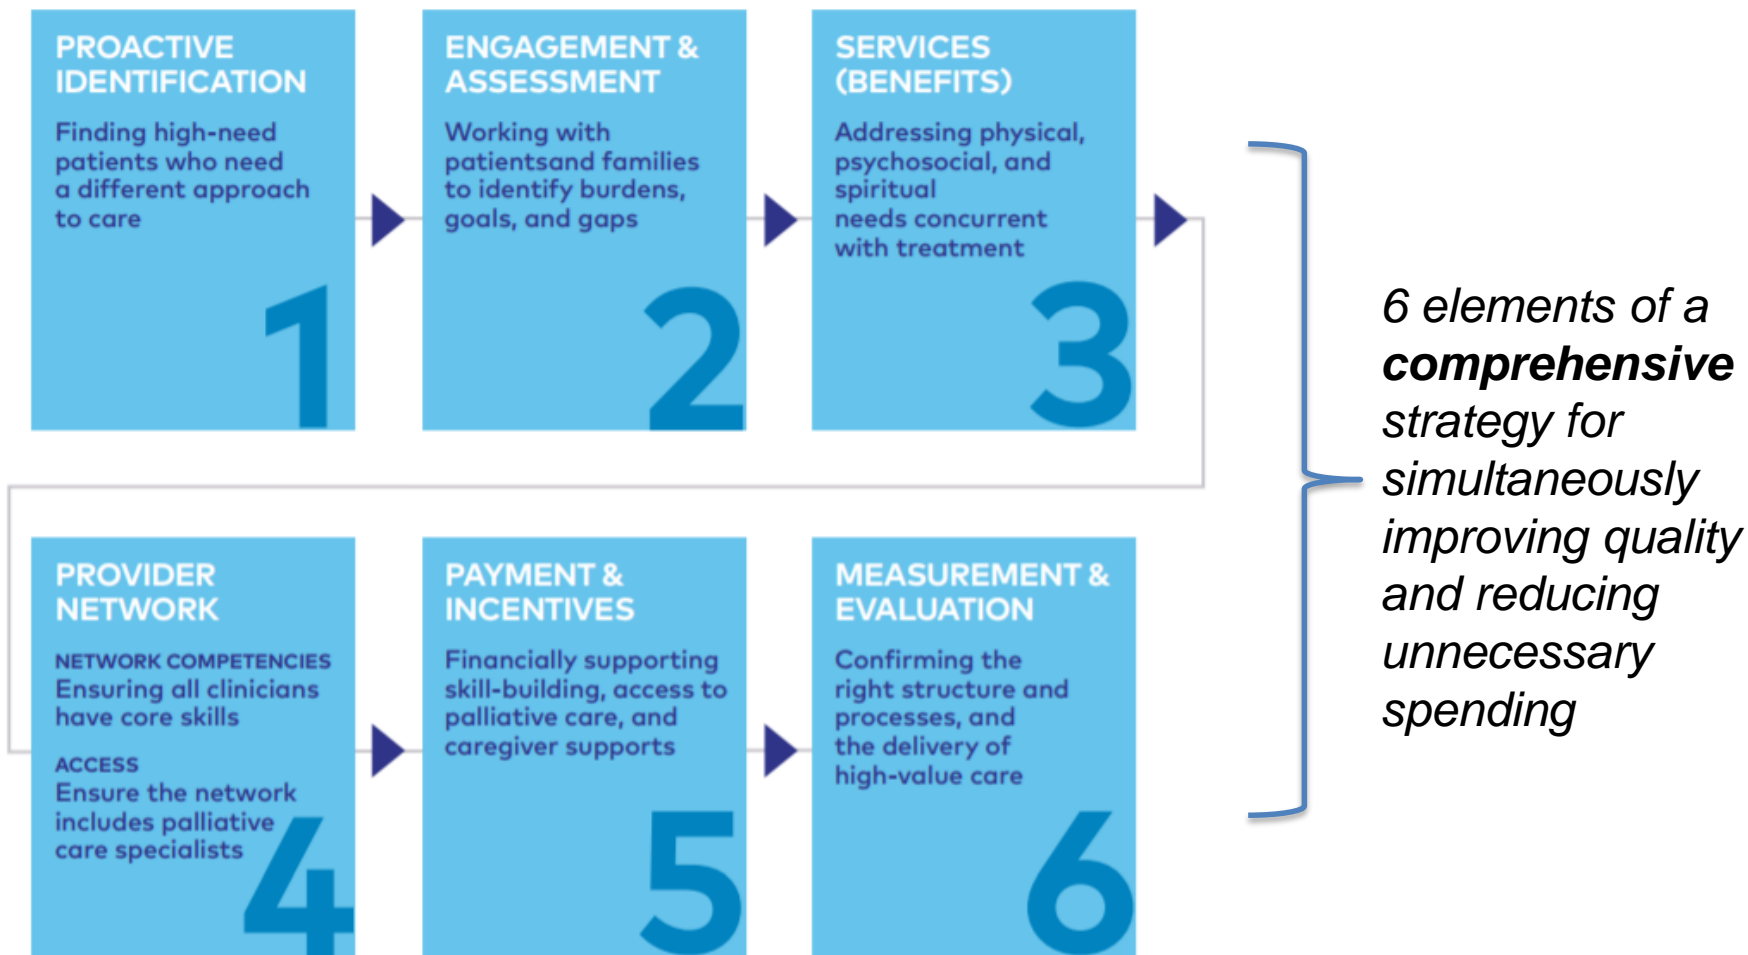 PROACTIVE
IDENTIFICATION
Finding high-need
patients who need
a different approach
to care
1
ENGAGEMENT &
ASSESSMENT
Working with
patientsand families
to identify burdens,
goals, and gaps
2
SERVICES
(BENEFITS)
Addressing physical,
psychosocial, and
spiritual
needs concurrent
with treatment
3
PROVIDER
NETWORK
NETWORK COMPETENCIES
Ensuring all clinicians
have core skills
ACCESS
Ensure the network
includes palliative
care specialists
4
PAYMENT &
INCENTIVES
Financially supporting
skill-building, access to
palliative care, and
caregiver supports
5
MEASUREMENT &
EVALUATION
Confirming the
right structure and
processes, and
the delivery of
high-value care
6
6 elements of a
comprehensive
strategy for
simultaneously
improving quality
and reducing
unnecessary
spending